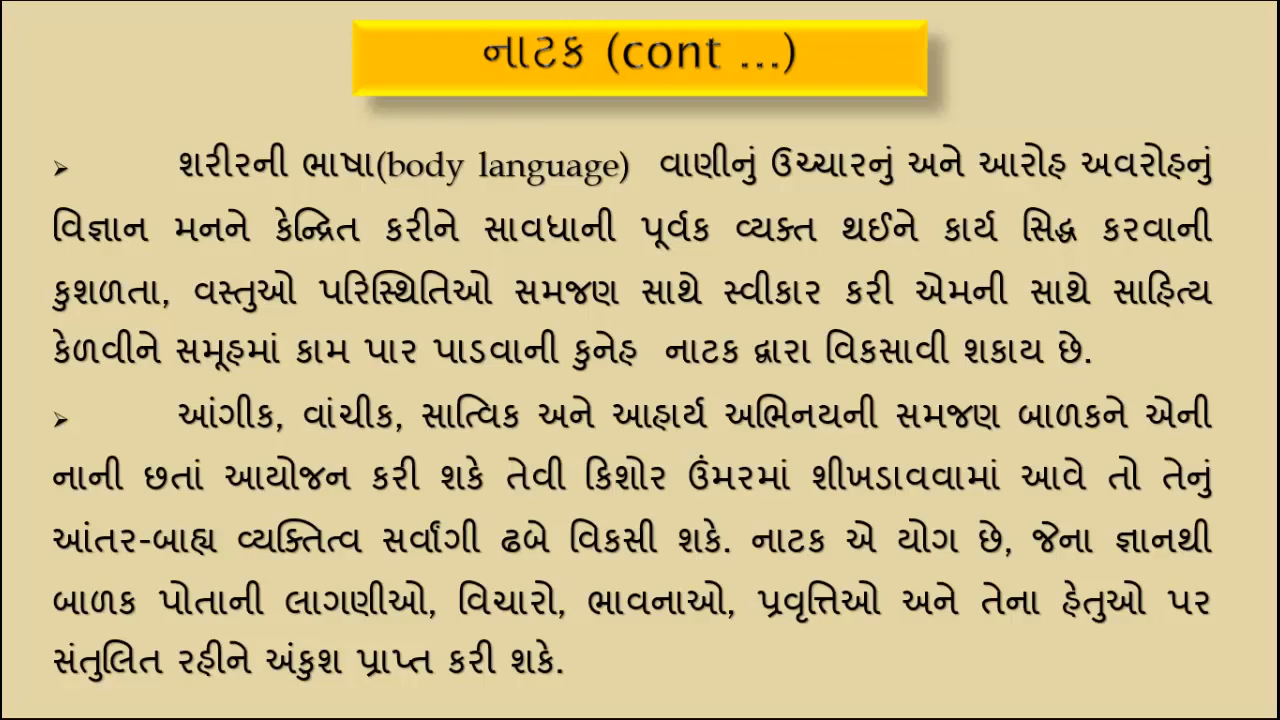 નાટક (cont ...)
➢ શરીરની ભાષા(body language) વાણીનું ઉચ્ચારનું અને આરોહ અવરોહનું
વિજ્ઞાન મનને કેન્દ્રિત કરીને સાવધાની પૂર્વક વ્યક્ત થઈને કાર્ય સિદ્ધ કરવાની
કુશળતા, વસ્તુઓ પરિસ્થિતિઓ સમજણ સાથે સ્વીકાર કરી એમની સાથે સાહિત્ય
કેળવીને સમૂહમાં કામ પાર પાડવાની કુનેહ નાટક દ્વારા વિકસાવી શકાય છે.
➢ આંગીક, વાંચીક, સાત્વિક અને આહાર્ય અભિનયની સમજણ બાળકને એની
નાની છતાં આયોજન કરી શકે તેવી કિશોર ઉંમરમાં શીખડાવવામાં આવે તો તેનું
આંતર-બાહ્ય વ્યક્તિત્વ સર્વાંગી ઢબે વિકસી શકે. નાટક એ યોગ છે, જેના જ્ઞાનથી
બાળક પોતાની લાગણીઓ, વિચારો, ભાવનાઓ, પ્રવૃત્તિઓ અને તેના હેતુઓ પર
સંતુલિત રહીને અંકુશ પ્રાપ્ત કરી શકે.